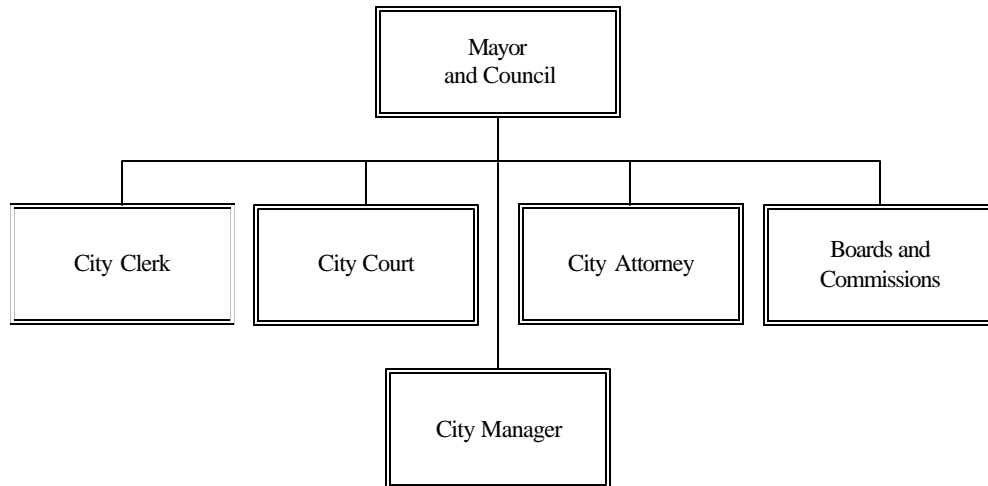 Mayor
and Council
City Clerk
City Court
City Attorney
Boards and
Commissions
City Manager